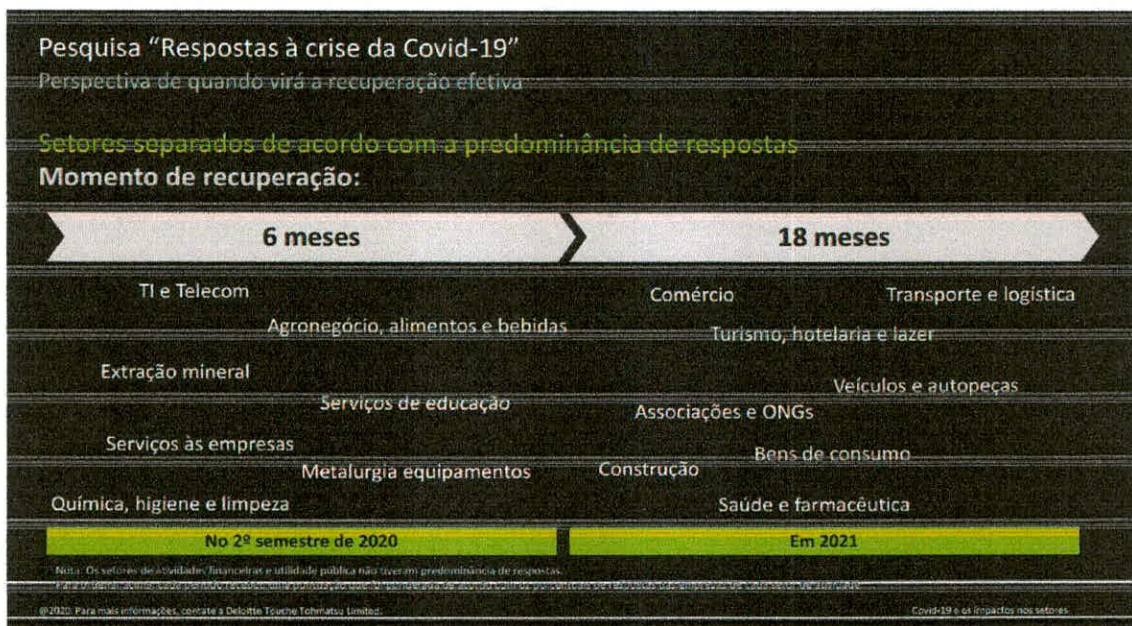 Pesquisa “Respostas à crise da Covid-19”
Perspectiva de quando virá a recuperação efetiva
Setores separados de acordo com a predominância de respostas
Momento de recuperação:
6 meses
18 meses
TI e Telecom
Agronegócio, alimentos e bebidas
Extração mineral
Serviços de educação
Serviços às empresas
Metalurgia equipamentos
Química, higiene e limpeza
Comércio
Transporte e logística
Turismo, hotelaria e lazer
Veículos e autopeças
Associações e ONGs
Bens de consumo
Construção
Saúde e farmacêutica
No 2º semestre de 2020
Em 2021
Nota: Os setores de atividades financeiras e utilidade pública não tiveram predominância de respostas.
@2020. Para mais informações, contate a Deloitte Touche Tohmatsu Limited.
Covid-19 e os impactos nos setores